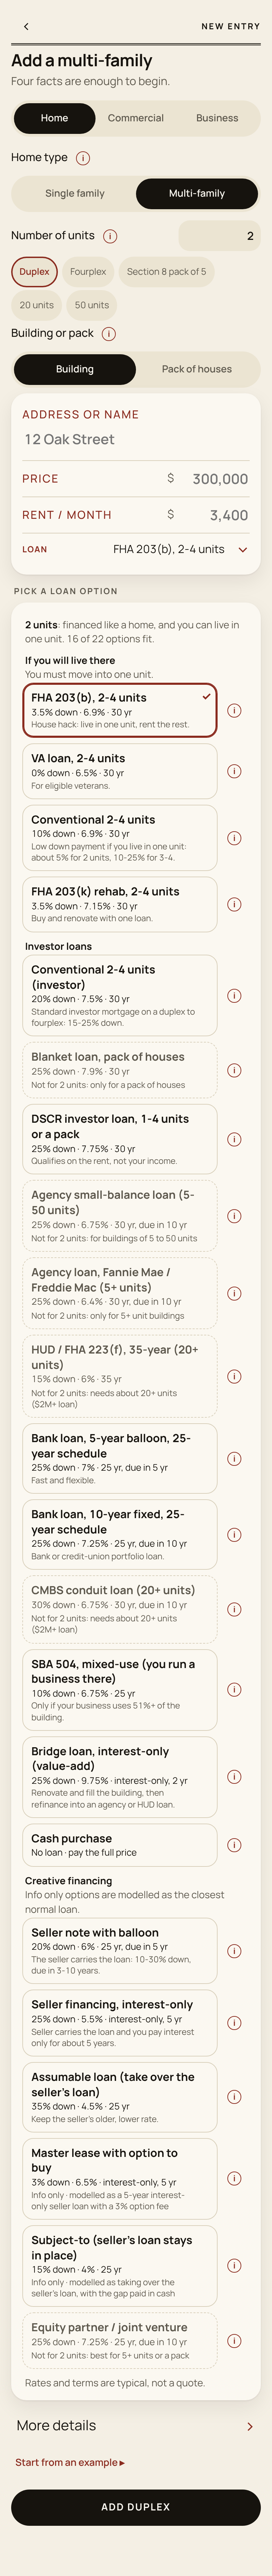 NEW ENTRY
Add a multi-family
Four facts are enough to begin.
Home Commercial Business
Home type i
Single family Multi-family
Number of units i 2
Duplex Fourplex Section 8 pack of 5
20 units 50 units
Building or pack i
Building Pack of houses
ADDRESS OR NAME
12 Oak Street
PRICE $ 300,000
RENT / MONTH $ 3,400
LOAN FHA 203(b), 2-4 units
PICK A LOAN OPTION
2 units: financed like a home, and you can live in
one unit. 16 of 22 options fit.
If you will live there
You must move into one unit.
FHA 203(b), 2-4 units
3.5% down · 6.9% · 30 yr
House hack: live in one unit, rent the rest.
i
VA loan, 2-4 units
0% down · 6.5% · 30 yr
For eligible veterans.
i
Conventional 2-4 units
10% down · 6.9% · 30 yr
Low down payment if you live in one unit:
about 5% for 2 units, 10-25% for 3-4.
i
FHA 203(k) rehab, 2-4 units
3.5% down · 7.15% · 30 yr
Buy and renovate with one loan.
i
Investor loans
Conventional 2-4 units
(investor)
20% down · 7.5% · 30 yr
Standard investor mortgage on a duplex to
fourplex: 15-25% down.
i
Blanket loan, pack of houses
25% down · 7.9% · 30 yr
Not for 2 units: only for a pack of houses
i
DSCR investor loan, 1-4 units
or a pack
25% down · 7.75% · 30 yr
Qualifies on the rent, not your income.
i
Agency small-balance loan (5-
50 units)
25% down · 6.75% · 30 yr, due in 10 yr
Not for 2 units: for buildings of 5 to 50 units
i
Agency loan, Fannie Mae /
Freddie Mac (5+ units)
25% down · 6.4% · 30 yr, due in 10 yr
Not for 2 units: only for 5+ unit buildings
i
HUD / FHA 223(f), 35-year (20+
units)
15% down · 6% · 35 yr
Not for 2 units: needs about 20+ units
($2M+ loan)
i
Bank loan, 5-year balloon, 25-
year schedule
25% down · 7% · 25 yr, due in 5 yr
Fast and flexible.
i
Bank loan, 10-year fixed, 25-
year schedule
25% down · 7.25% · 25 yr, due in 10 yr
Bank or credit-union portfolio loan.
i
CMBS conduit loan (20+ units)
30% down · 6.75% · 30 yr, due in 10 yr
Not for 2 units: needs about 20+ units
($2M+ loan)
i
SBA 504, mixed-use (you run a
business there)
10% down · 6.75% · 25 yr
Only if your business uses 51%+ of the
building.
i
Bridge loan, interest-only
(value-add)
25% down · 9.75% · interest-only, 2 yr
Renovate and fill the building, then
refinance into an agency or HUD loan.
i
Cash purchase
No loan · pay the full price
i
Creative financing
Info only options are modelled as the closest
normal loan.
Seller note with balloon
20% down · 6% · 25 yr, due in 5 yr
The seller carries the loan: 10-30% down,
due in 3-10 years.
i
Seller financing, interest-only
25% down · 5.5% · interest-only, 5 yr
Seller carries the loan and you pay interest
only for about 5 years.
i
Assumable loan (take over the
seller's loan)
35% down · 4.5% · 25 yr
Keep the seller's older, lower rate.
i
Master lease with option to
buy
3% down · 6.5% · interest-only, 5 yr
Info only · modelled as a 5-year interest-
only seller loan with a 3% option fee
i
Subject-to (seller's loan stays
in place)
15% down · 4% · 25 yr
Info only · modelled as taking over the
seller's loan, with the gap paid in cash
i
Equity partner / joint venture
25% down · 7.25% · 25 yr, due in 10 yr
Not for 2 units: best for 5+ units or a pack
i
Rates and terms are typical, not a quote.
More details
Start from an example ▸
ADD DUPLEX